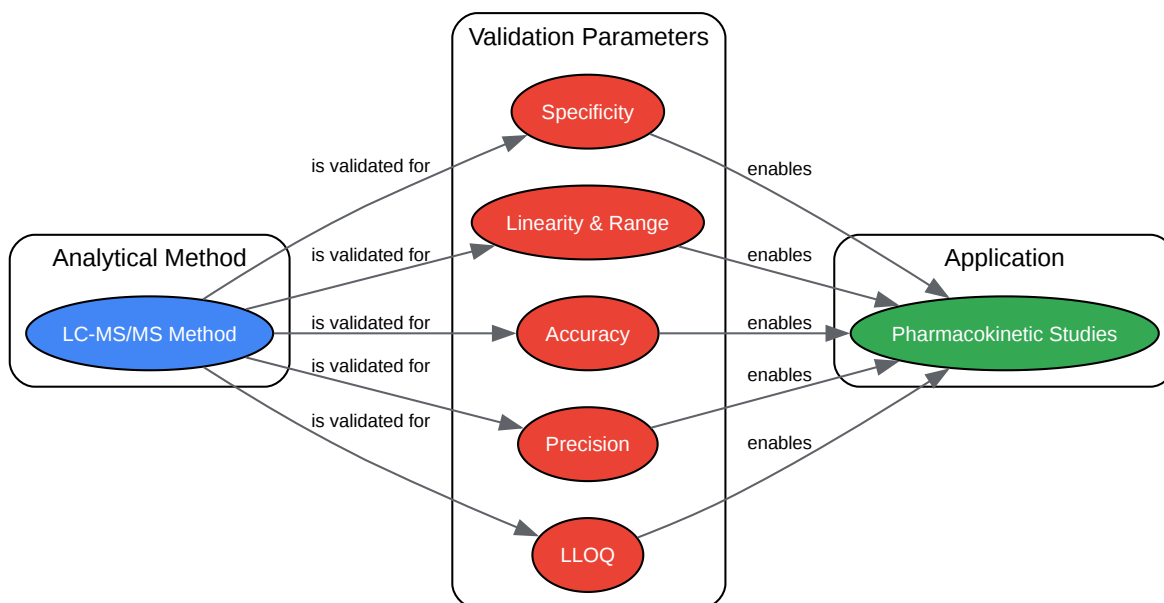 Validation Parameters
Specificity
is validated for
enables
Linearity & Range
is validated for
enables
Analytical Method
LC-MS/MS Method
is validated for
Accuracy
enables
Application
Pharmacokinetic Studies
is validated for
Precision
enables
is validated for
LLOQ
enables